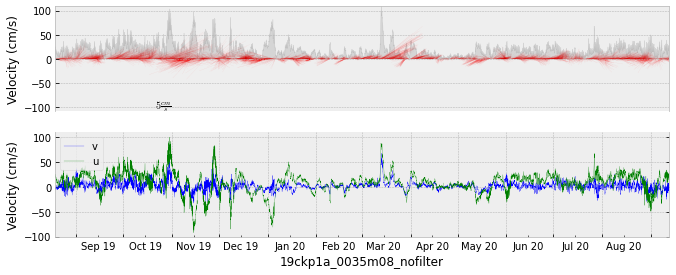 100
50
0
−50
−100
Velocity (cm/s)
5 cm/s
100
50
0
−50
−100
Velocity (cm/s)
v
u
Sep 19 Oct 19 Nov 19 Dec 19 Jan 20 Feb 20 Mar 20 Apr 20 May 20 Jun 20 Jul 20 Aug 20
19ckp1a_0035m08_nofilter